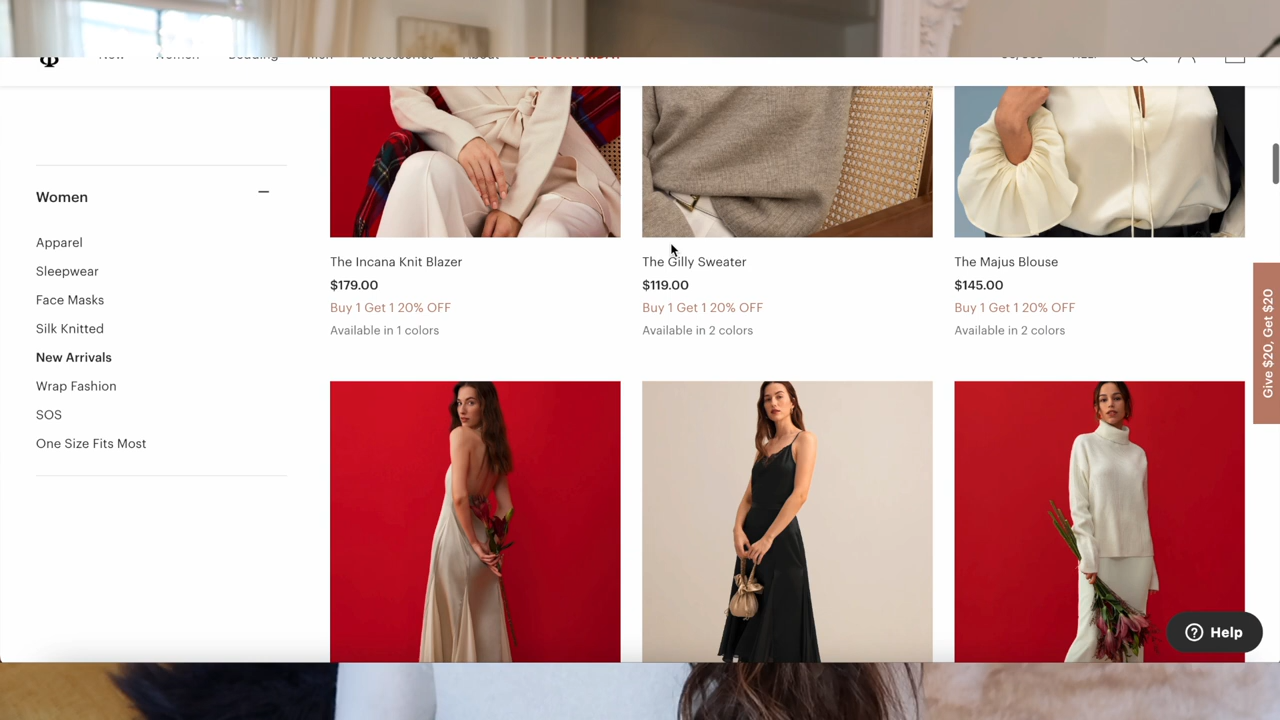 Women
Apparel
Sleepwear
Face Masks
Silk Knitted
New Arrivals
Wrap Fashion
SOS
One Size Fits Most
The Incana Knit Blazer
$179.00
Buy 1 Get 1 20% OFF
Available in 1 colors
The Gilly Sweater
$119.00
Buy 1 Get 1 20% OFF
Available in 2 colors
The Majus Blouse
$145.00
Buy 1 Get 1 20% OFF
Available in 2 colors
Give $20, Get $20
Help